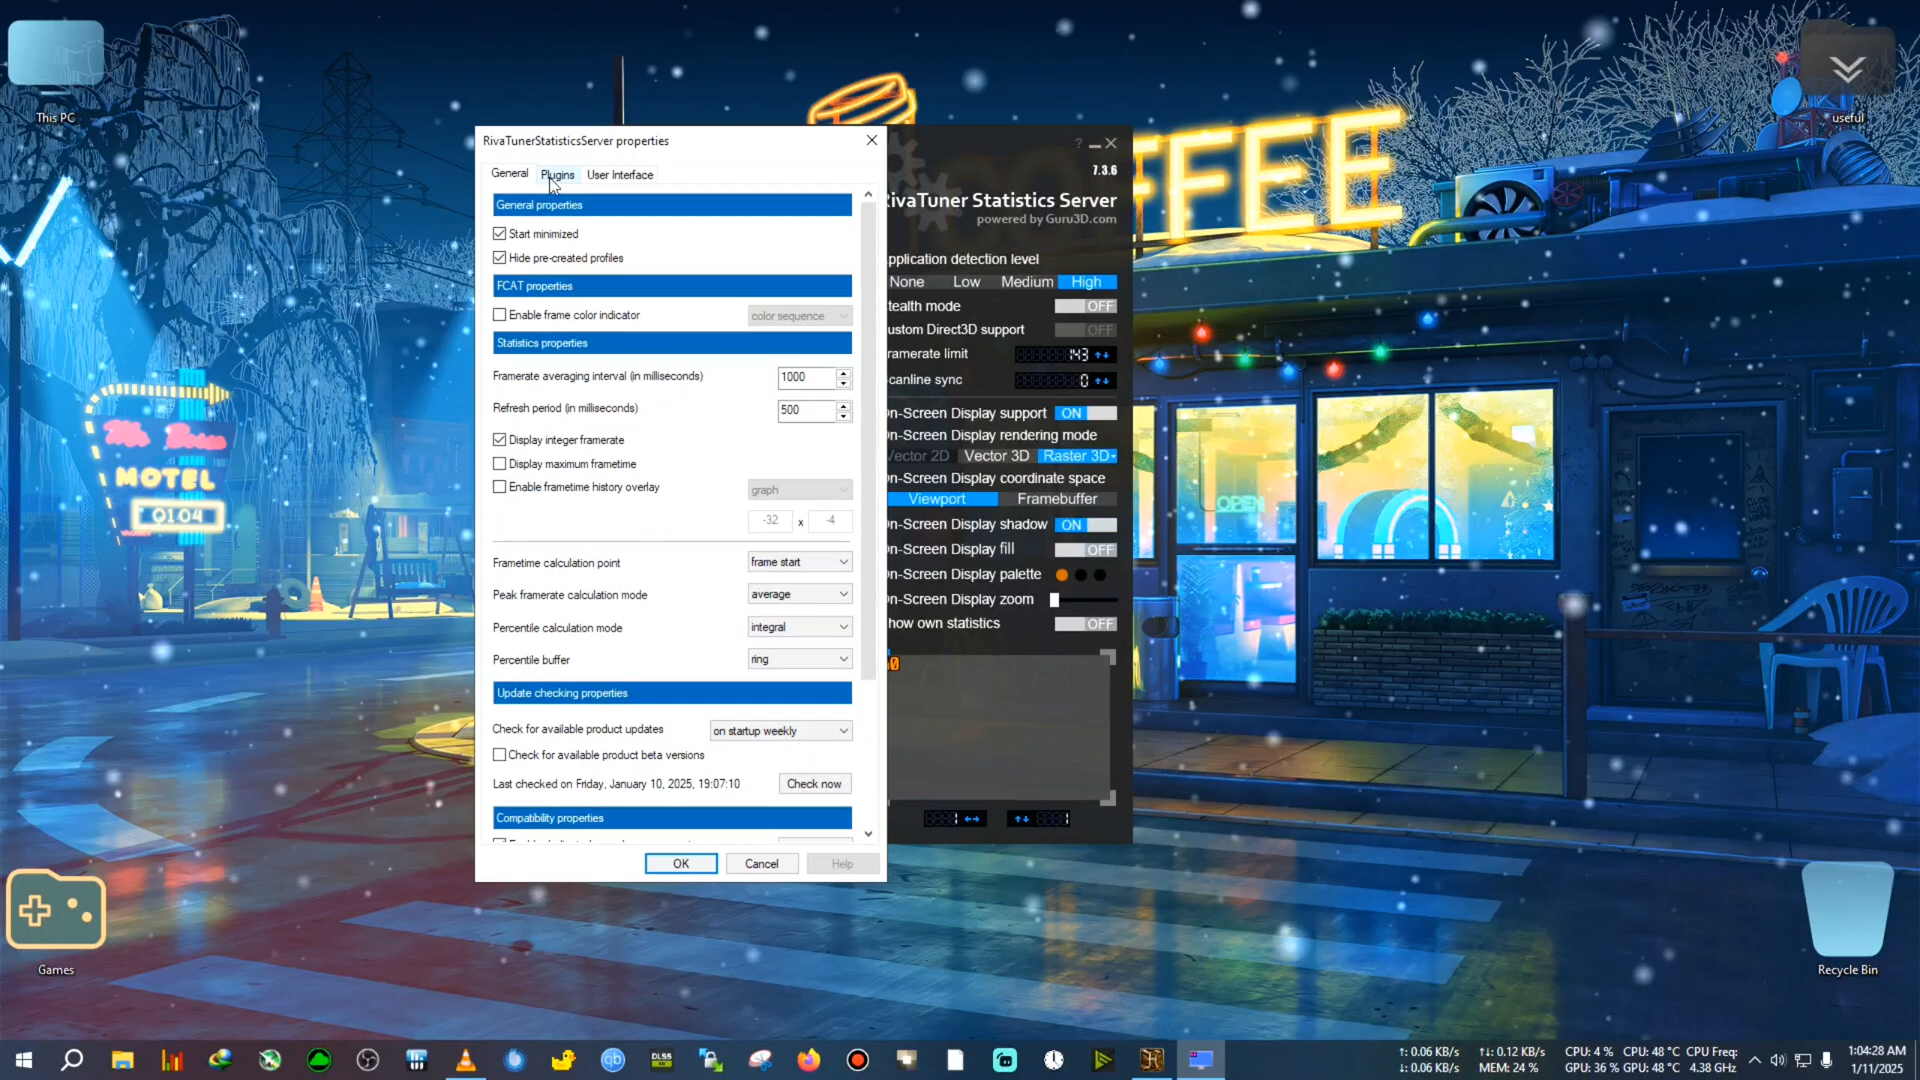 This PC
useful
COFFEE
RivaTunerStatisticsServer properties
General
Plugins
User Interface
General properties
Start minimized
Hide pre-created profiles
FCAT properties
Enable frame color indicator
color sequence
Statistics properties
Framerate averaging interval (in milliseconds)
1000
Refresh period (in milliseconds)
500
Display integer framerate
Display maximum frametime
Enable frametime history overlay
graph
-32
x
-4
Frametime calculation point
frame start
Peak framerate calculation mode
average
Percentile calculation mode
integral
Percentile buffer
ring
Update checking properties
Check for available product updates
on startup weekly
Check for available product beta versions
Last checked on Friday, January 10, 2025, 19:07:10
Check now
Compatibility properties
OK
Cancel
Help
?
7.3.6
RivaTuner Statistics Server
powered by Guru3D.com
pplication detection level
None
Low
Medium
High
tealth mode
OFF
ustom Direct3D support
OFF
ramerate limit
143
canline sync
0
n-Screen Display support
ON
n-Screen Display rendering mode
Vector 2D
Vector 3D
Raster 3D
n-Screen Display coordinate space
Viewport
Framebuffer
n-Screen Display shadow
ON
n-Screen Display fill
OFF
n-Screen Display palette
n-Screen Display zoom
how own statistics
OFF
0
1
1
MOTEL
0104
OPEN
Games
Recycle Bin
DLSS
qb
↑: 0.06 KB/s
↓: 0.06 KB/s
↑↓: 0.12 KB/s
MEM: 24 %
CPU: 4 % CPU: 48 °C CPU Freq:
GPU: 36 % GPU: 48 °C 4.38 GHz
1:04:28 AM
1/11/2025